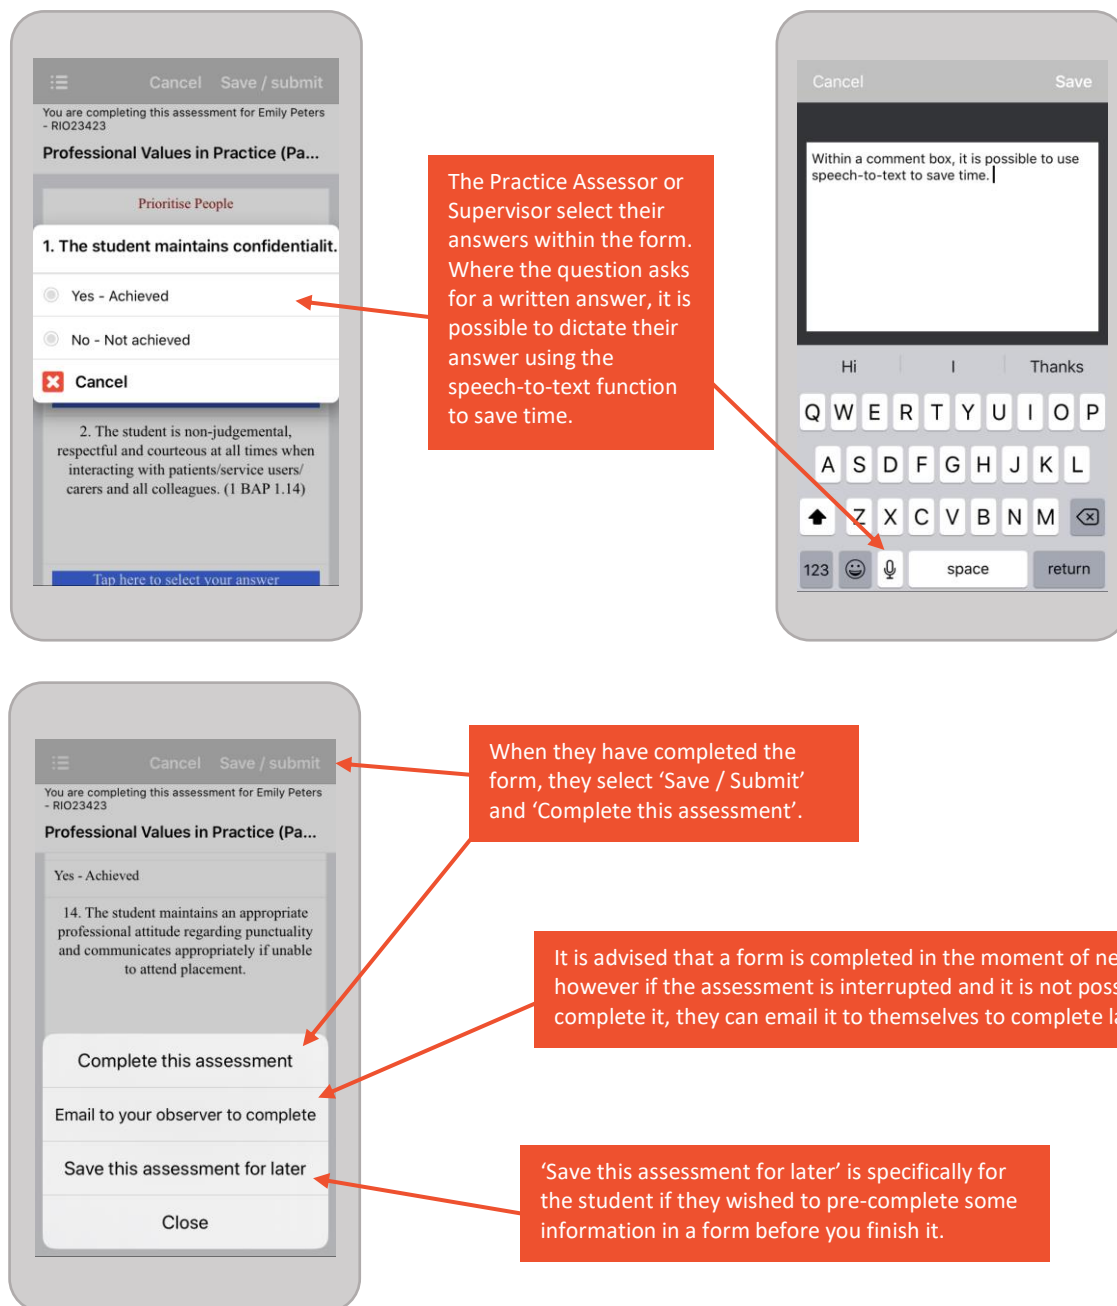 Cancel Save / submit
You are completing this assessment for Emily Peters
- RIO23423
Professional Values in Practice (Pa...
Prioritise People
1. The student maintains confidentialit.
Yes - Achieved
No - Not achieved
Cancel
2. The student is non-judgemental,
respectful and courteous at all times when
interacting with patients/service users/
carers and all colleagues. (1 BAP 1.14)
Tap here to select your answer
The Practice Assessor or
Supervisor select their
answers within the form.
Where the question asks
for a written answer, it is
possible to dictate their
answer using the
speech-to-text function
to save time.
Cancel Save
Within a comment box, it is possible to use
speech-to-text to save time.
Hi I Thanks
Q W E R T Y U I O P
A S D F G H J K L
Z X C V B N M
123 space return
Cancel Save / submit
You are completing this assessment for Emily Peters
- RIO23423
Professional Values in Practice (Pa...
Yes - Achieved
14. The student maintains an appropriate
professional attitude regarding punctuality
and communicates appropriately if unable
to attend placement.
Complete this assessment
Email to your observer to complete
Save this assessment for later
Close
When they have completed the
form, they select ‘Save / Submit’
and ‘Complete this assessment’.
It is advised that a form is completed in the moment of
however if the assessment is interrupted and it is not
complete it, they can email it to themselves to complete
‘Save this assessment for later’ is specifically for
the student if they wished to pre-complete some
information in a form before you finish it.